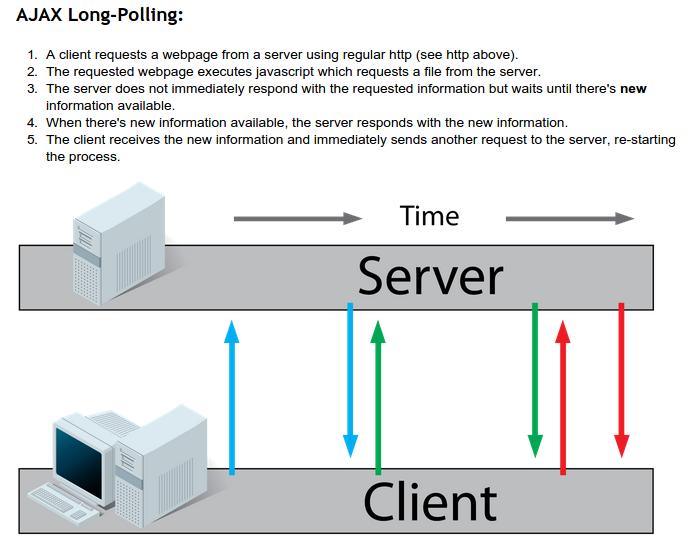 AJAX Long-Polling:
1. A client requests a webpage from a server using regular http (see http above).
2. The requested webpage executes javascript which requests a file from the server.
3. The server does not immediately respond with the requested information but waits until there's new
information available.
4. When there's new information available, the server responds with the new information.
5. The client receives the new information and immediately sends another request to the server, re-starting
the process.
Time
Server
Client